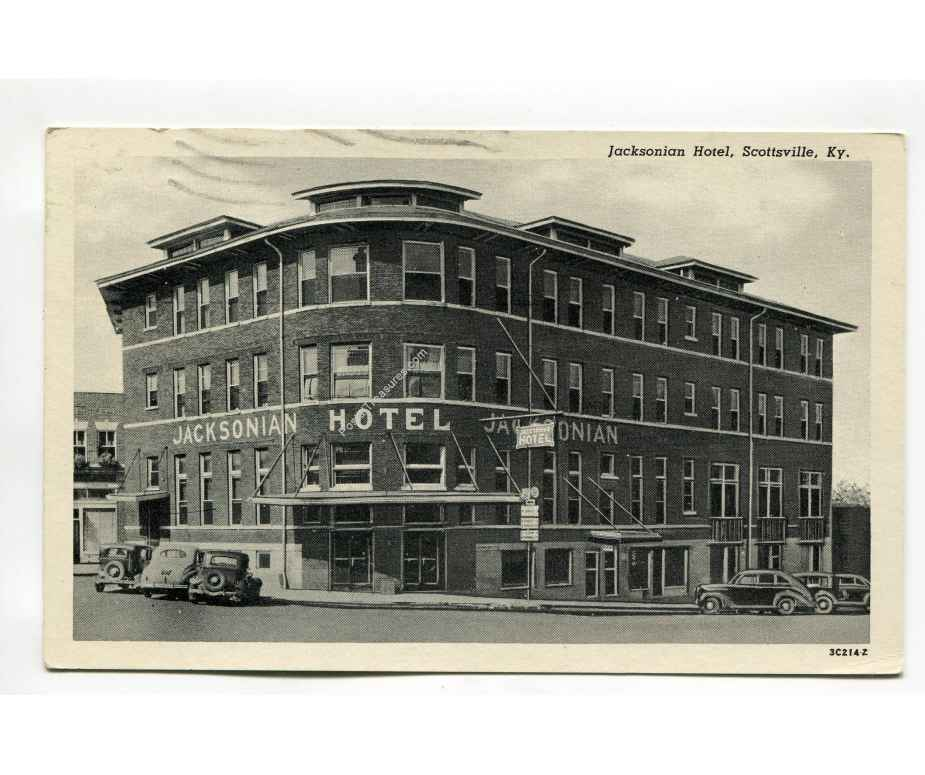 Jacksonian Hotel, Scottsville, Ky.
JACKSONIAN HOTEL JACKSONIAN
HOTEL
3C214-Z